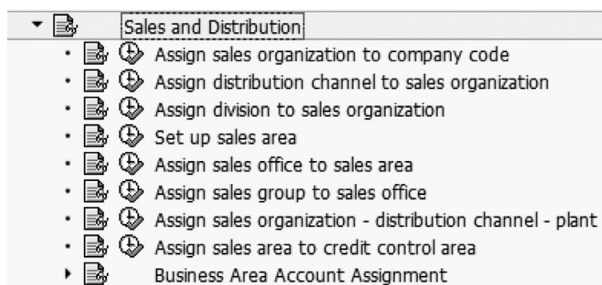 Sales and Distribution
Assign sales organization to company code
Assign distribution channel to sales organization
Assign division to sales organization
Set up sales area
Assign sales office to sales area
Assign sales group to sales office
Assign sales organization - distribution channel - plant
Assign sales area to credit control area
Business Area Account Assignment